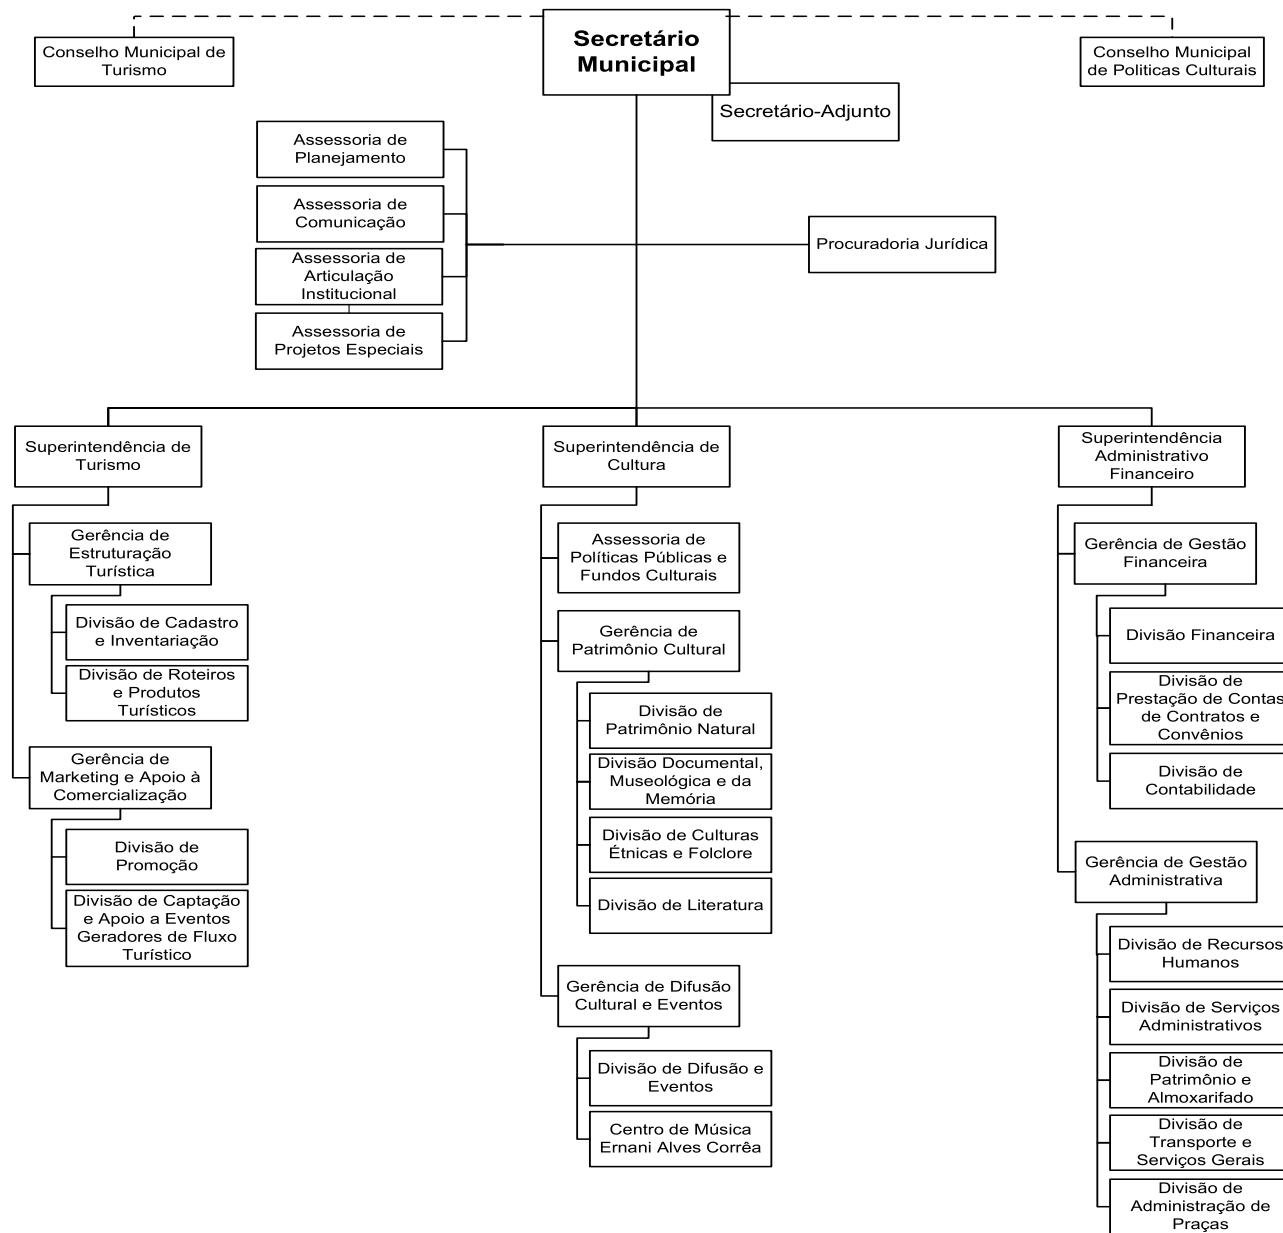 Secretário
Municipal
Conselho Municipal de
Turismo
Conselho Municipal
de Politicas Culturais
Secretário-Adjunto
Assessoria de
Planejamento
Assessoria de
Comunicação
Assessoria de
Articulação
Institucional
Assessoria de
Projetos Especiais
Procuradoria Jurídica
Superintendência de
Turismo
Gerência de
Estruturação
Turística
Divisão de Cadastro
e Inventariação
Divisão de Roteiros
e Produtos
Turísticos
Gerência de
Marketing e Apoio à
Comercialização
Divisão de
Promoção
Divisão de Captação
e Apoio a Eventos
Geradores de Fluxo
Turístico
Superintendência de
Cultura
Assessoria de
Políticas Públicas e
Fundos Culturais
Gerência de
Patrimônio Cultural
Divisão de
Patrimônio Natural
Divisão Documental,
Museológica e da
Memória
Divisão de Culturas
Étnicas e Folclore
Divisão de Literatura
Gerência de Difusão
Cultural e Eventos
Divisão de Difusão e
Eventos
Centro de Música
Ernani Alves Corrêa
Superintendência
Administrativo
Financeiro
Gerência de Gestão
Financeira
Divisão Financeira
Divisão de
Prestação de Contas
de Contratos e
Convênios
Divisão de
Contabilidade
Gerência de Gestão
Administrativa
Divisão de Recursos
Humanos
Divisão de Serviços
Administrativos
Divisão de
Patrimônio e
Almoxarifado
Divisão de
Transporte e
Serviços Gerais
Divisão de
Administração de
Praças